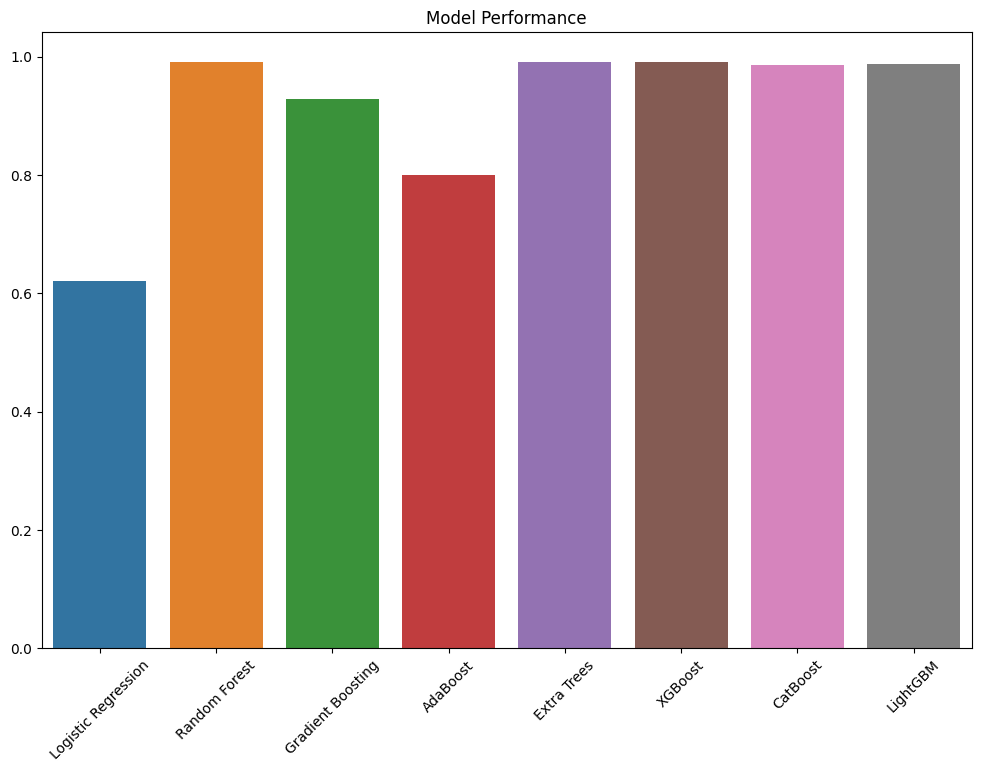 Model Performance
1.0
0.8
0.6
0.4
0.2
0.0
Logistic Regression
Random Forest
Gradient Boosting
AdaBoost
Extra Trees
XGBoost
CatBoost
LightGBM